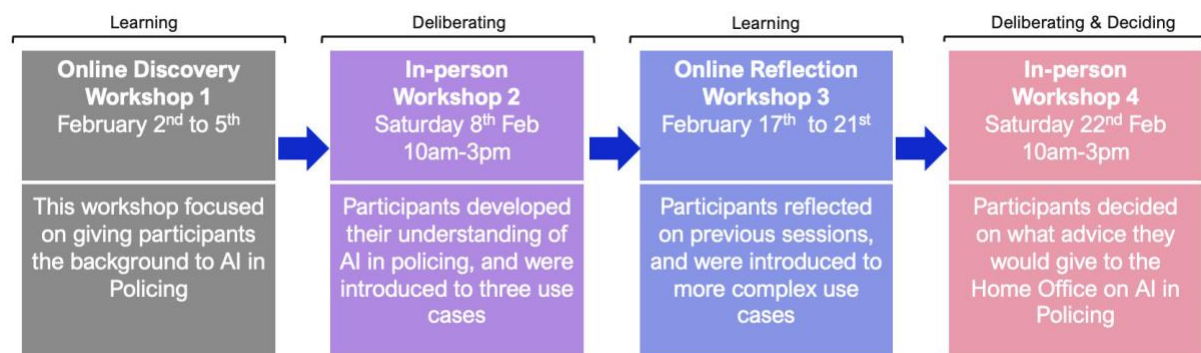 Learning
Online Discovery
Workshop 1
February 2nd to 5th
This workshop focused
on giving participants
the background to AI in
Policing
Deliberating
In-person
Workshop 2
Saturday 8th Feb
10am-3pm
Participants developed
their understanding of
AI in policing, and were
introduced to three use
cases
Learning
Online Reflection
Workshop 3
February 17th to 21st
Participants reflected
on previous sessions,
and were introduced to
more complex use
cases
Deliberating & Deciding
In-person
Workshop 4
Saturday 22nd Feb
10am-3pm
Participants decided
on what advice they
would give to the
Home Office on AI in
Policing